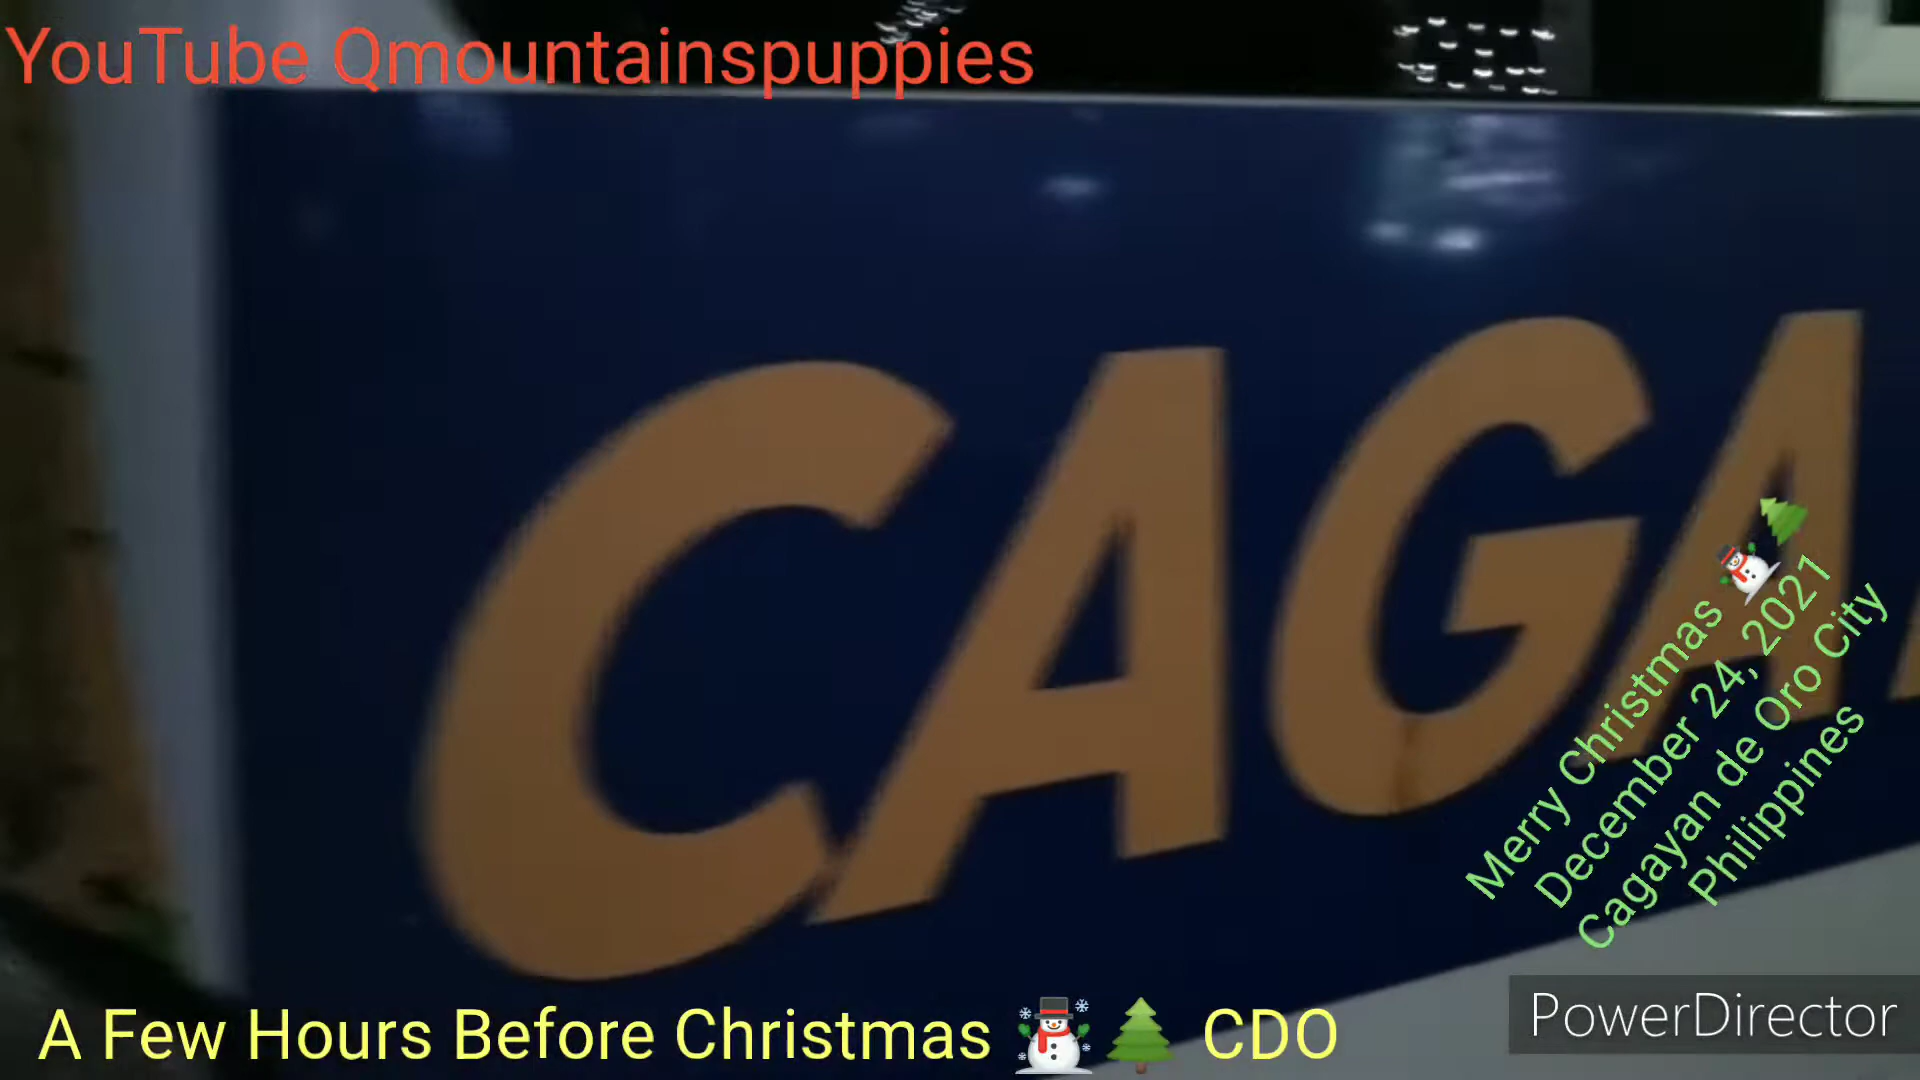 YouTube Qmountainspuppies
CAGA
Merry Christmas ⛄🌲
December 24, 2021
Cagayan de Oro City
Philippines
A Few Hours Before Christmas ☃️🌲 CDO
PowerDirector